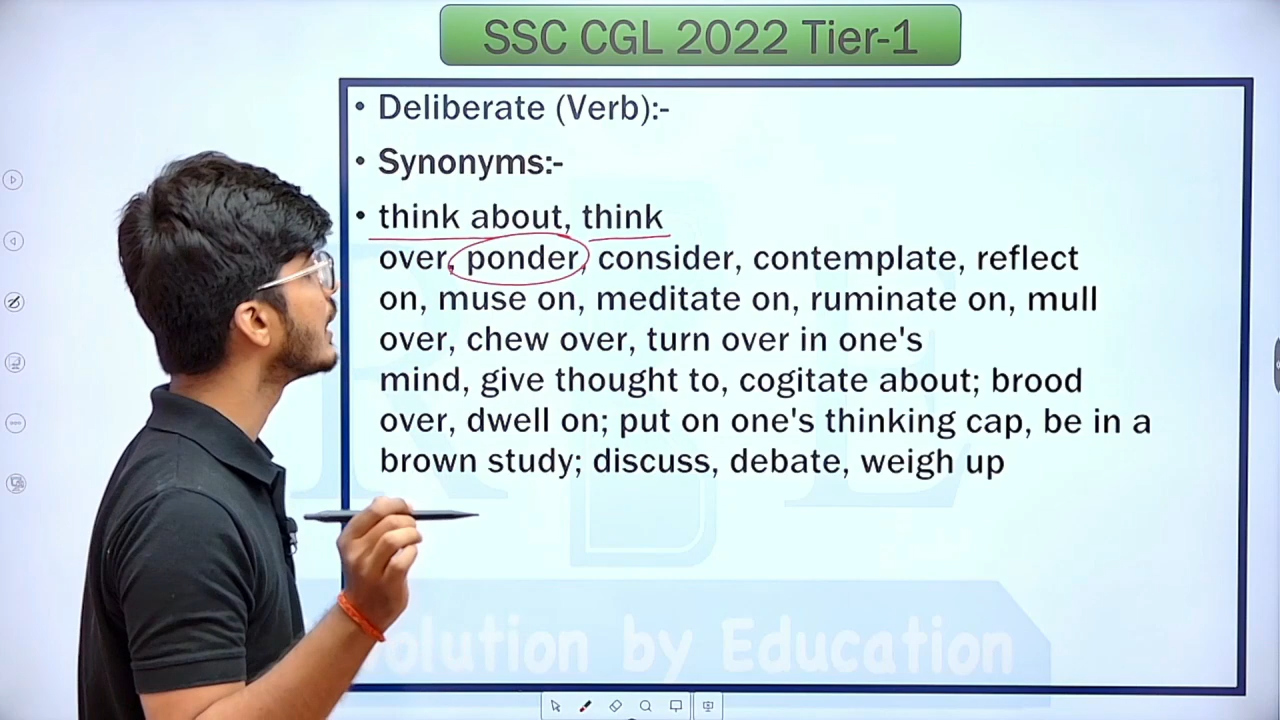 SSC CGL 2022 Tier-1
• Deliberate (Verb):-
• Synonyms:-
• think about, think
over, ponder, consider, contemplate, reflect
on, muse on, meditate on, ruminate on, mull
over, chew over, turn over in one's
mind, give thought to, cogitate about; brood
over, dwell on; put on one's thinking cap, be in a
brown study; discuss, debate, weigh up
by Education